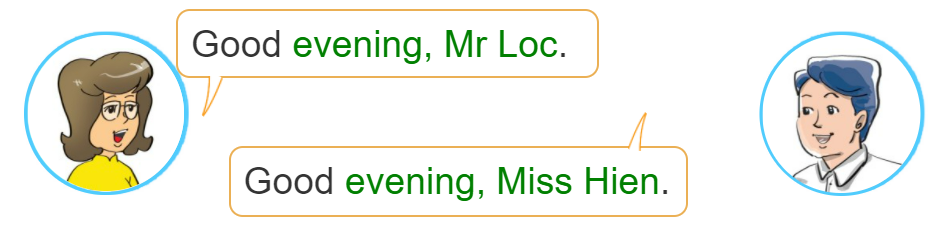 Good evening, Mr Loc.
Good evening, Miss Hien.